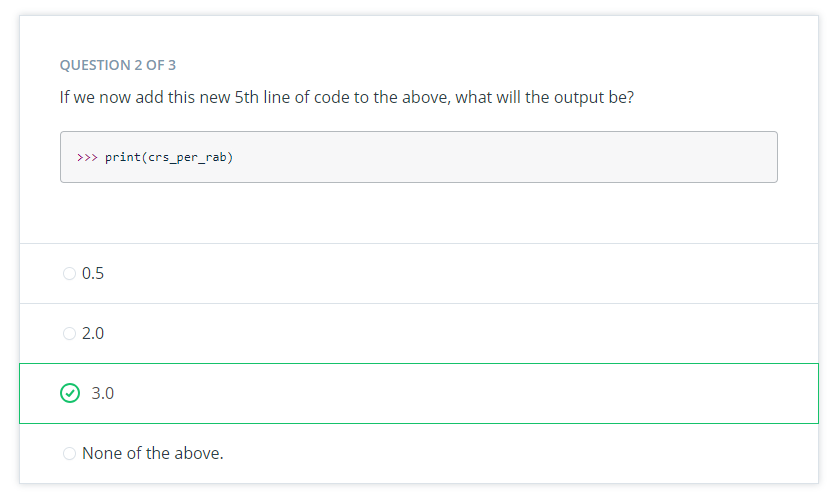 QUESTION 2 OF 3
If we now add this new 5th line of code to the above, what will the output be?
>>> print(crs_per_rab)
0.5
2.0
3.0
None of the above.